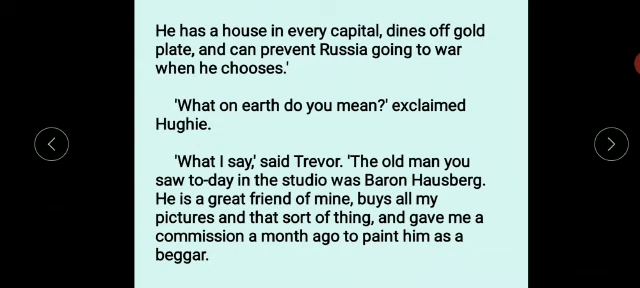 He has a house in every capital, dines off gold
plate, and can prevent Russia going to war
when he chooses.'
'What on earth do you mean?' exclaimed
Hughie.
'What I say,' said Trevor. 'The old man you
saw to-day in the studio was Baron Hausberg.
He is a great friend of mine, buys all my
pictures and that sort of thing, and gave me a
commission a month ago to paint him as a
beggar.